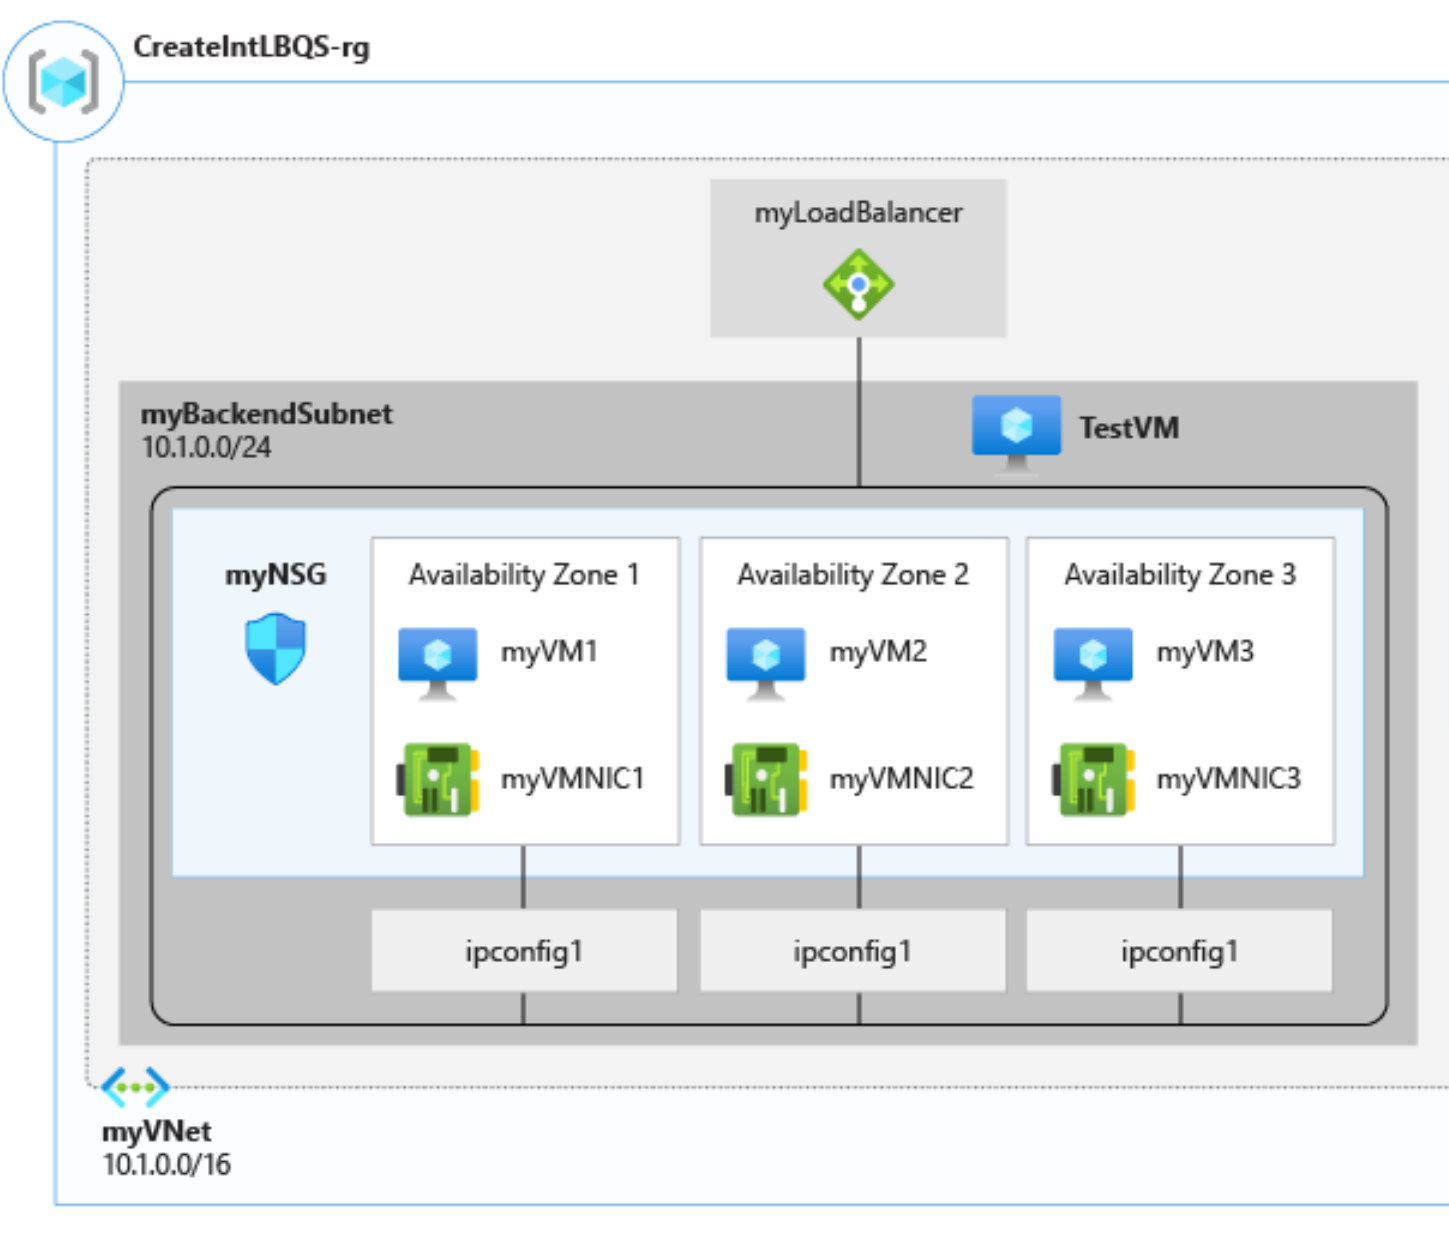 CreateIntLBQS-rg
myLoadBalancer
myBackendSubnet
10.1.0.0/24
TestVM
myNSG
Availability Zone 1
myVM1
myVMNIC1
Availability Zone 2
myVM2
myVMNIC2
Availability Zone 3
myVM3
myVMNIC3
ipconfig1
ipconfig1
ipconfig1
myVNet
10.1.0.0/16